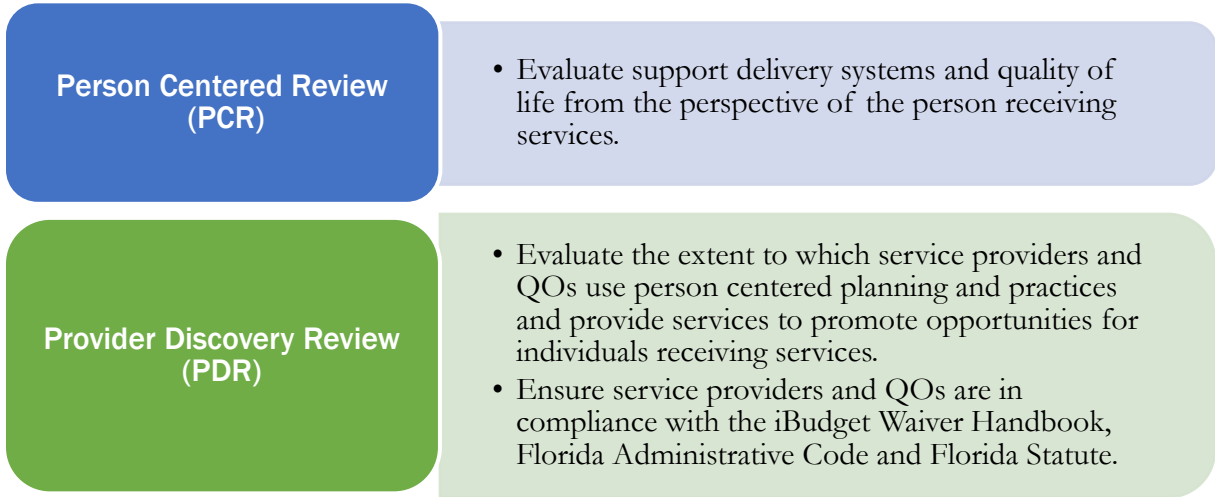 Person Centered Review
(PCR)
• Evaluate support delivery systems and quality of
life from the perspective of the person receiving
services.
Provider Discovery Review
(PDR)
• Evaluate the extent to which service providers and
QOs use person centered planning and practices
and provide services to promote opportunities for
individuals receiving services.
• Ensure service providers and QOs are in
compliance with the iBudget Waiver Handbook,
Florida Administrative Code and Florida Statute.